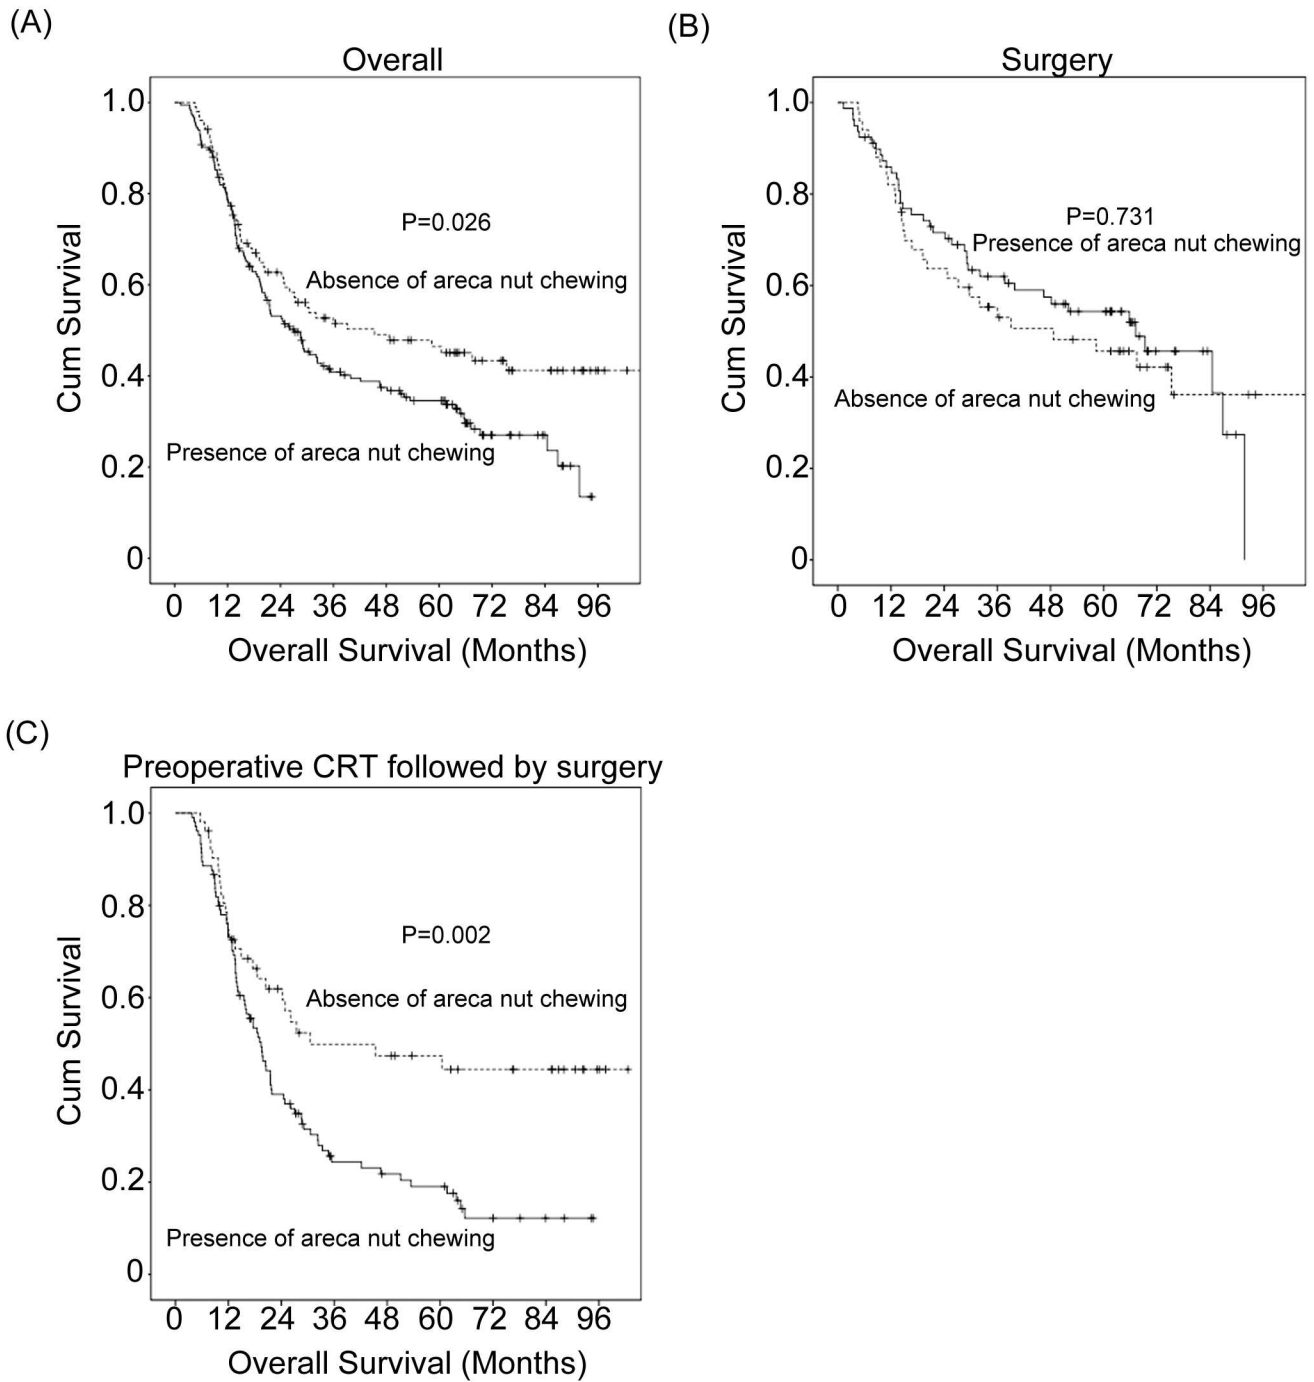 (A)
Overall
1.0
0.8
0.6
0.4
0.2
0
Cum Survival
P=0.026
Absence of areca nut chewing
Presence of areca nut chewing
0 12 24 36 48 60 72 84 96
Overall Survival (Months)
(B)
Surgery
1.0
0.8
0.6
0.4
0.2
0
Cum Survival
P=0.731
Presence of areca nut chewing
Absence of areca nut chewing
0 12 24 36 48 60 72 84 96
Overall Survival (Months)
(C)
Preoperative CRT followed by surgery
1.0
0.8
0.6
0.4
0.2
0
Cum Survival
P=0.002
Absence of areca nut chewing
Presence of areca nut chewing
0 12 24 36 48 60 72 84 96
Overall Survival (Months)